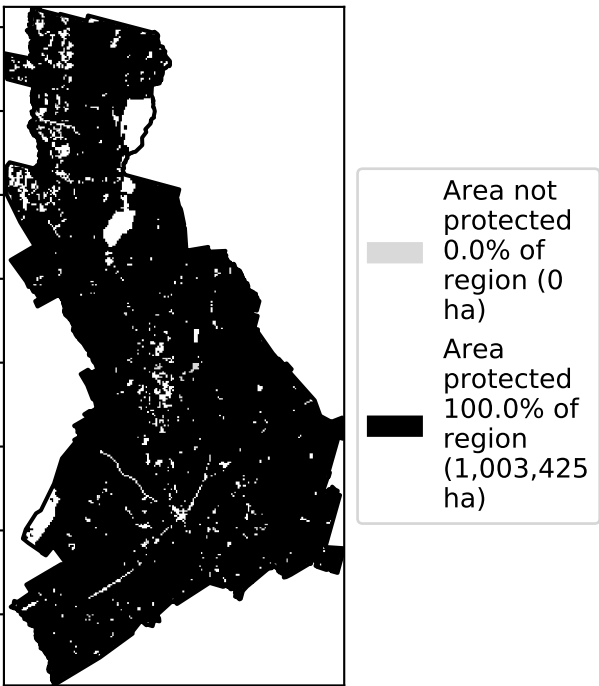 Area not
protected
0.0% of
region (0
ha)
Area
protected
100.0% of
region
(1,003,425
ha)